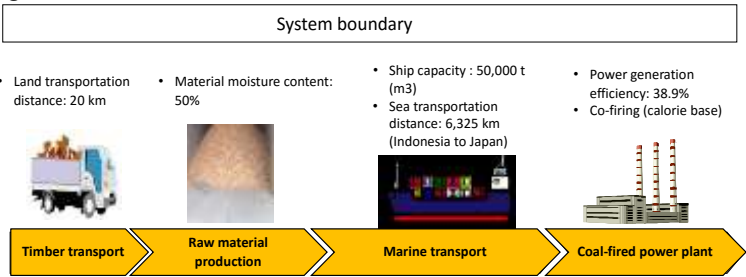 System boundary
• Land transportation
distance: 20 km
• Material moisture content:
50%
• Ship capacity : 50,000 t
(m3)
• Sea transportation
distance: 6,325 km
(Indonesia to Japan)
• Power generation
efficiency: 38.9%
• Co-firing (calorie base)
Timber transport
Raw material
production
Marine transport
Coal-fired power plant